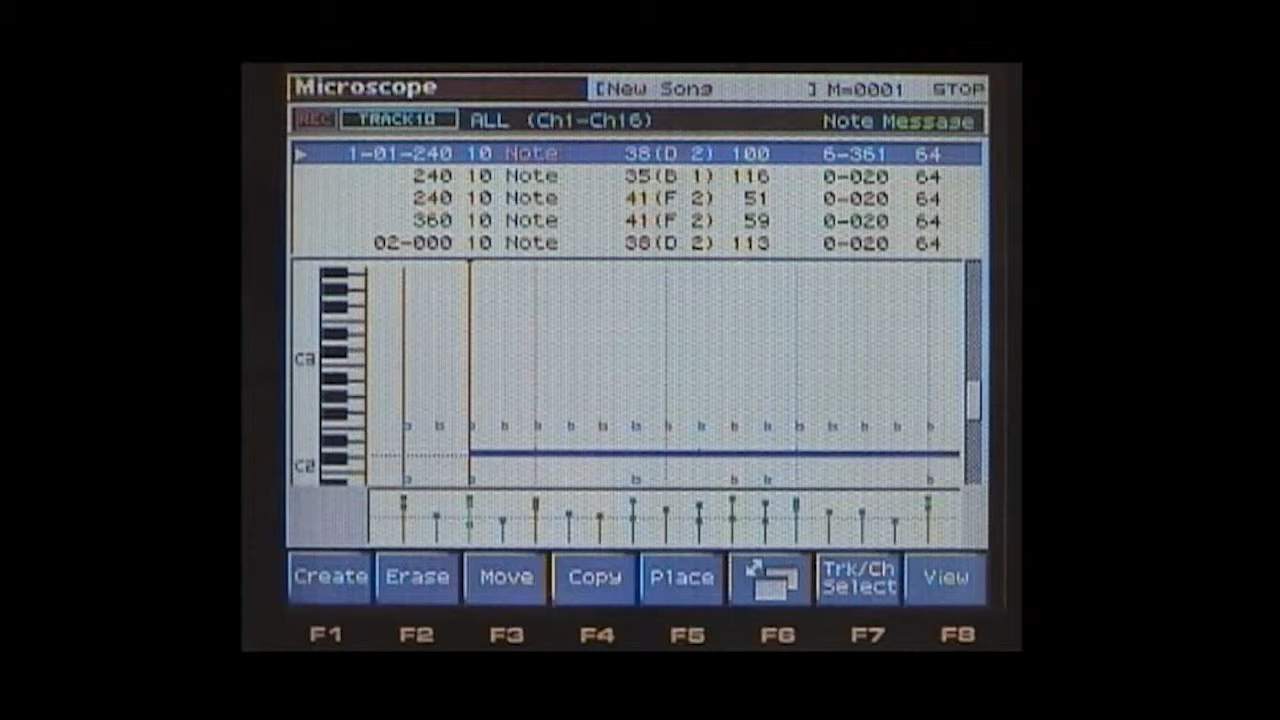 Microscope [New Song ] M=0001 STOP
REC TRACK10 ALL (Ch1-Ch16) Note Message
1-01-240 10 Note 38(D 2) 100 6-361 64
240 10 Note 35(B 1) 116 0-020 64
240 10 Note 41(F 2) 51 0-020 64
360 10 Note 41(F 2) 59 0-020 64
02-000 10 Note 38(D 2) 113 0-020 64
C3
C2
Create Erase Move Copy Place Trk/Ch Select View
F1 F2 F3 F4 F5 F6 F7 F8